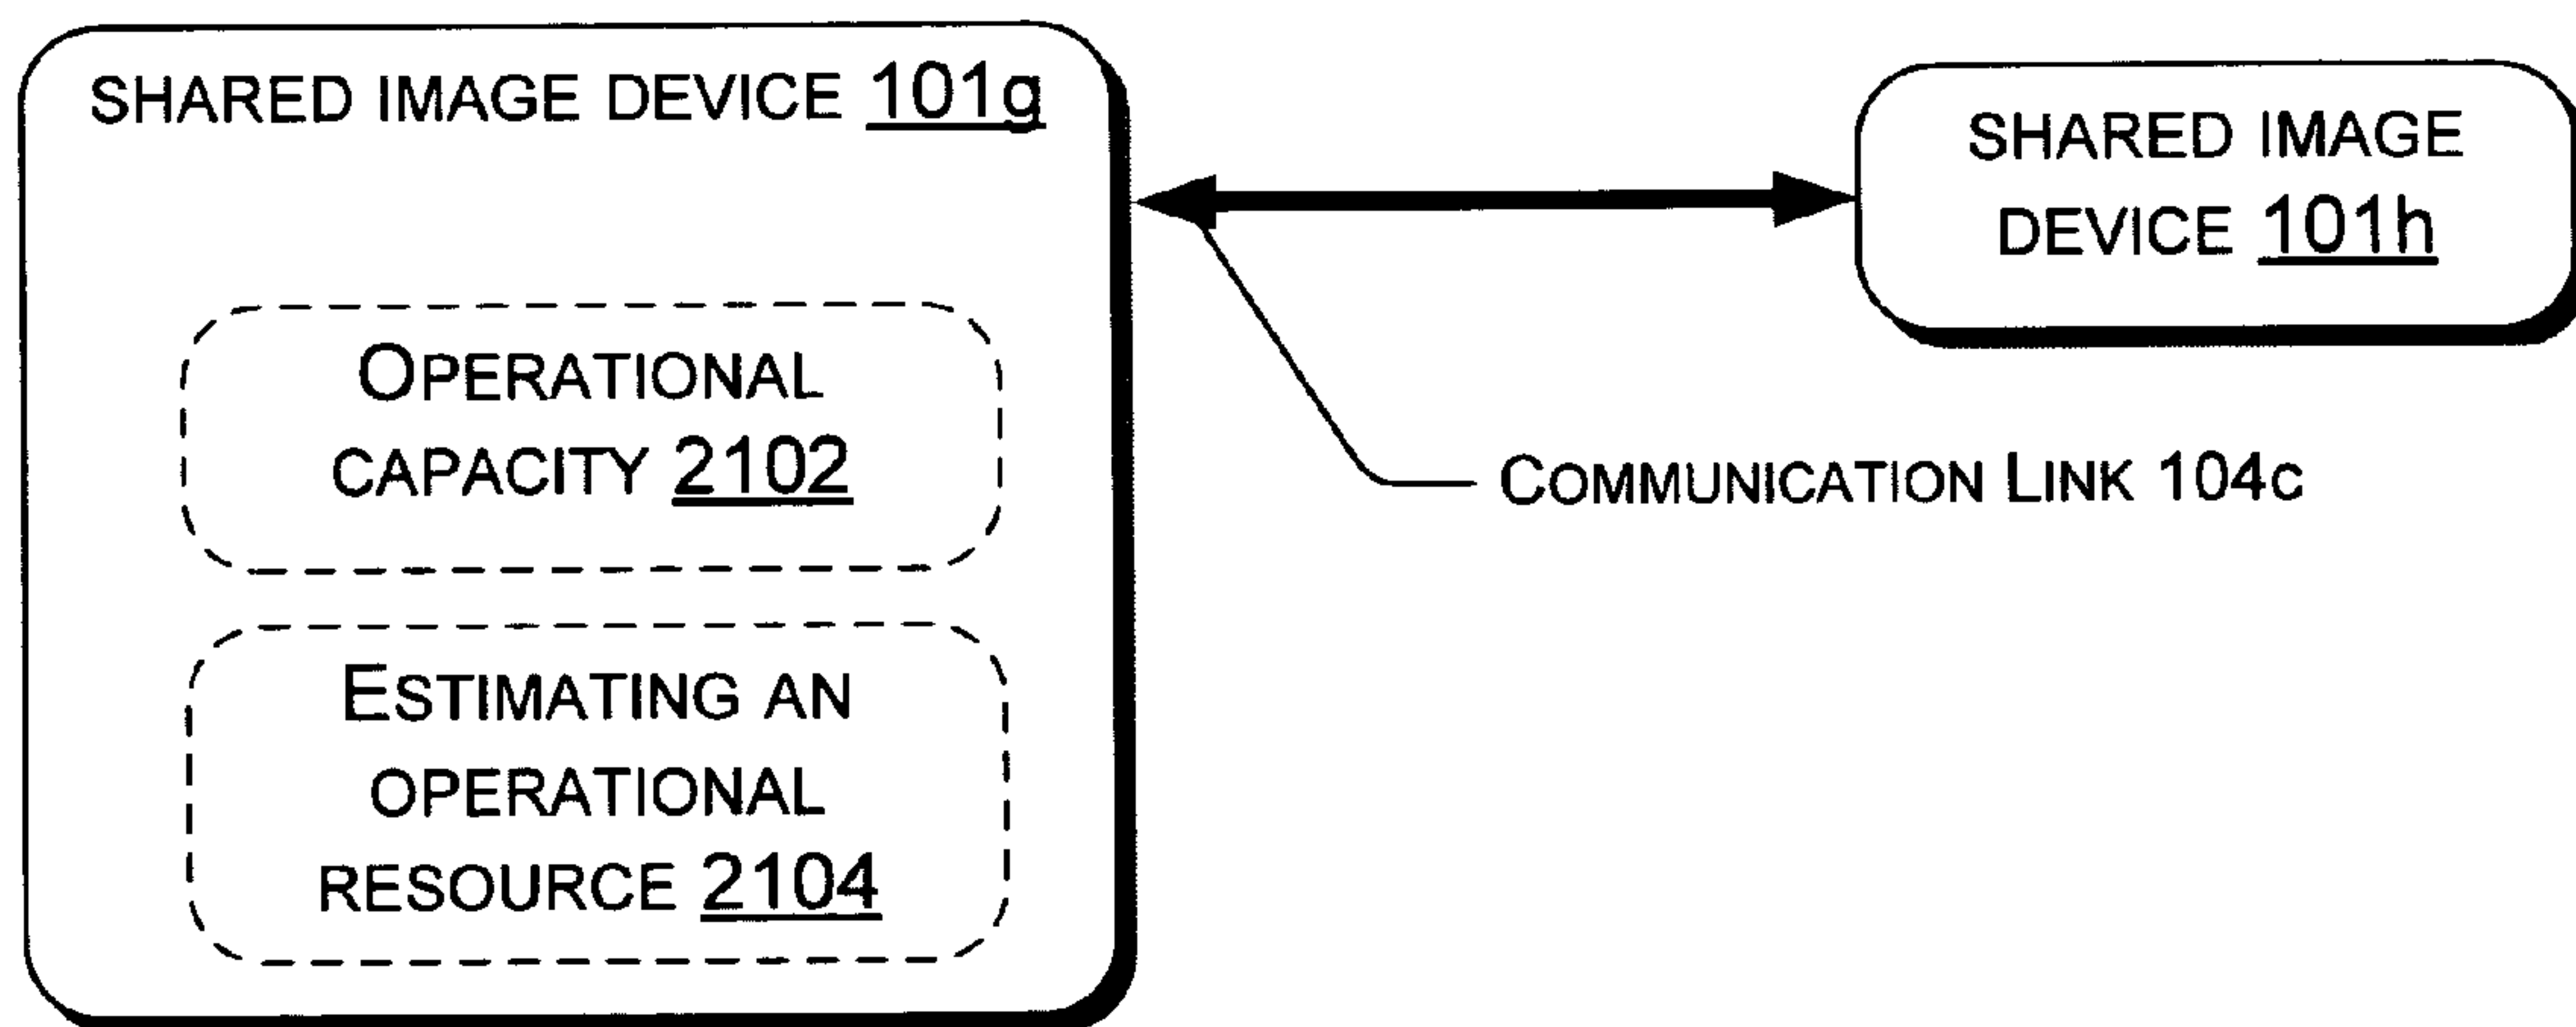 SHARED IMAGE DEVICE 101g
OPERATIONAL
CAPACITY 2102
ESTIMATING AN
OPERATIONAL
RESOURCE 2104
SHARED IMAGE
DEVICE 101h
COMMUNICATION LINK 104c